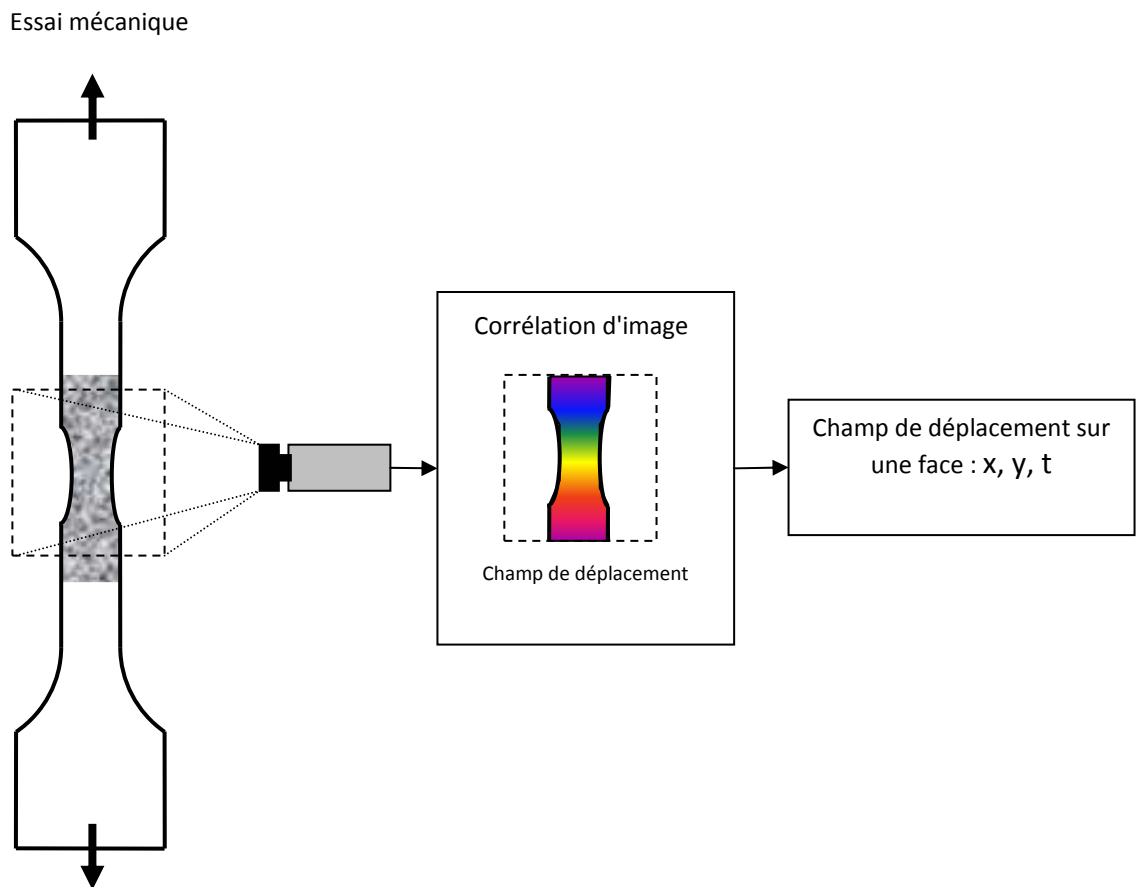 Essai mécanique
Corrélation d'image
Champ de déplacement
Champ de déplacement sur
une face : x, y, t